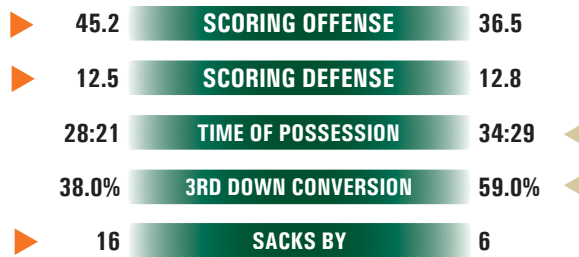 45.2 SCORING OFFENSE 36.5
12.5 SCORING DEFENSE 12.8
28:21 TIME OF POSSESSION 34:29
38.0% 3RD DOWN CONVERSION 59.0%
16 SACKS BY 6